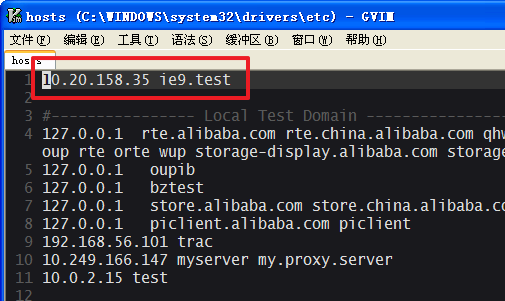 hosts (C:\WINDOWS\system32\drivers\etc) - GVIM
文件(F) 编辑(E) 工具(T) 语法(S) 缓冲区(B) 窗口(W) 帮助(H)
hosts
1 10.20.158.35 ie9.test
2
3 #--------------- Local Test Domain ---------------
4 127.0.0.1 rte.alibaba.com rte.china.alibaba.com qhw
oup rte orte wup storage-display.alibaba.com storage
5 127.0.0.1 oupib
6 127.0.0.1 bztest
7 127.0.0.1 store.alibaba.com store.china.alibaba.com
8 127.0.0.1 piclient.alibaba.com piclient
9 192.168.56.101 trac
10 10.249.166.147 myserver my.proxy.server
11 10.0.2.15 test